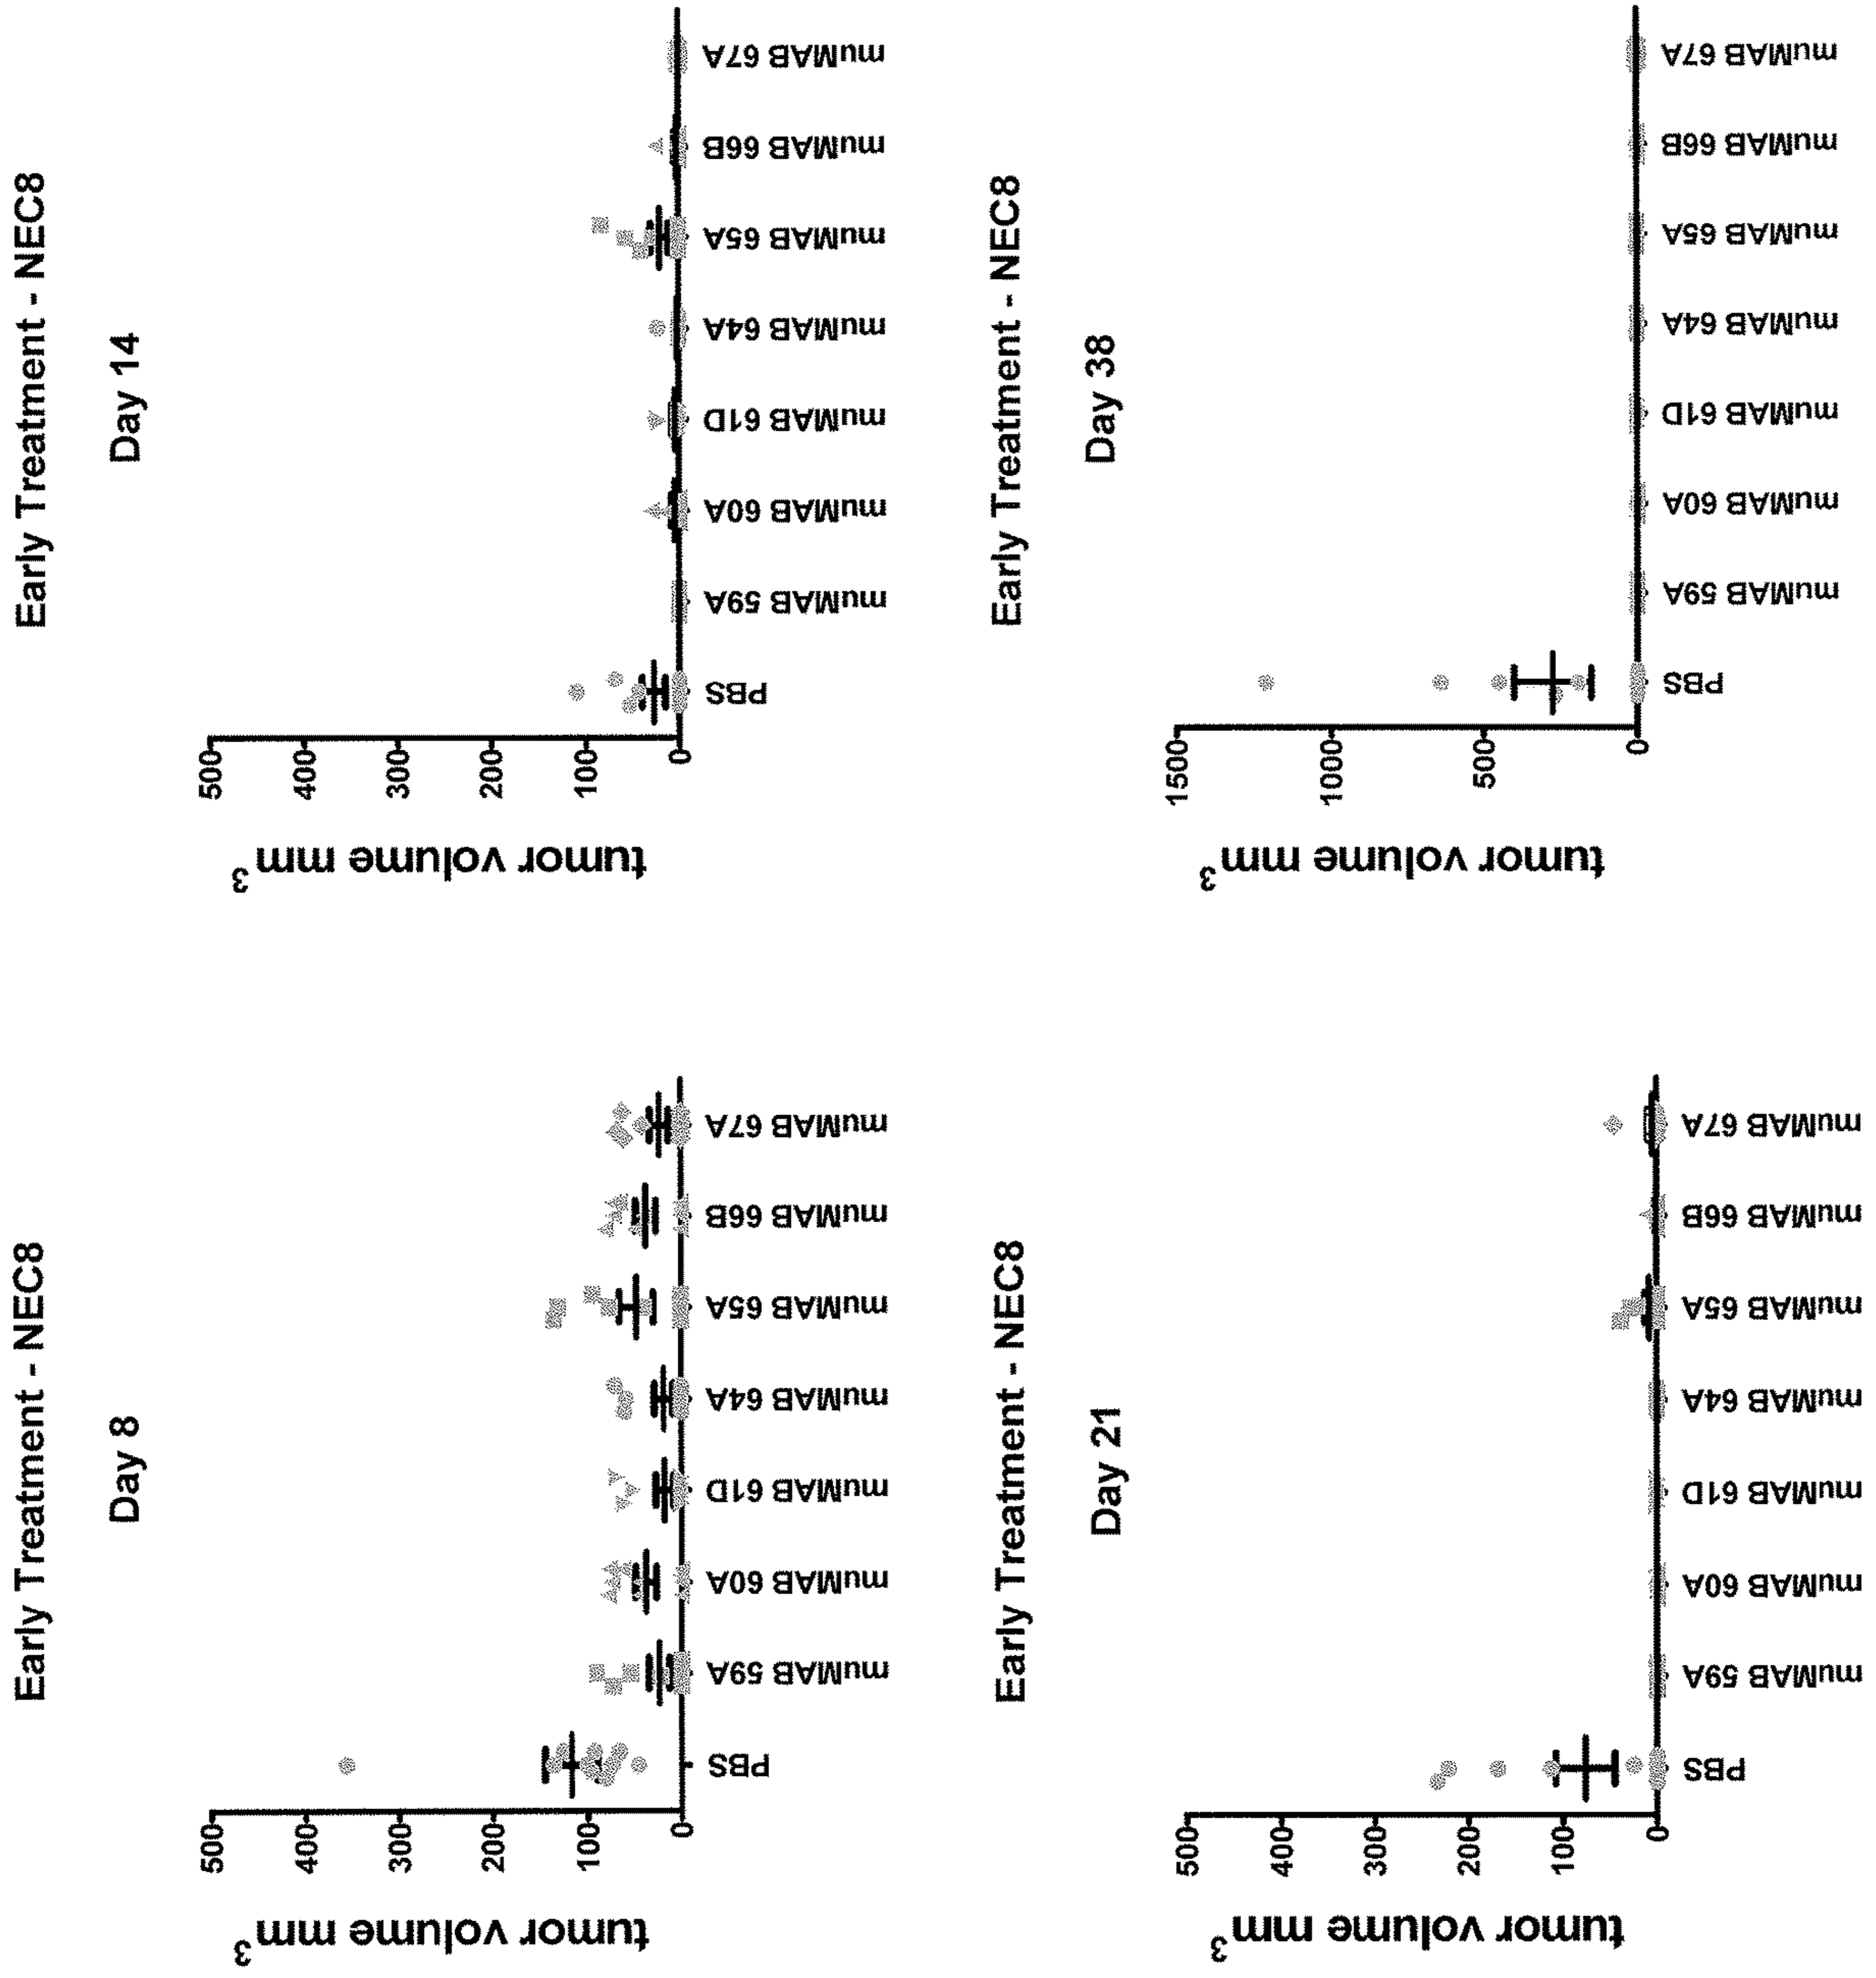 Early Treatment - NEC8
Day 8
tumor volume mm³
500
400
300
200
100
0
PBS
muMAB 59A
muMAB 60A
muMAB 61D
muMAB 64A
muMAB 65A
muMAB 66B
muMAB 67A
Early Treatment - NEC8
Day 14
tumor volume mm³
500
400
300
200
100
0
PBS
muMAB 59A
muMAB 60A
muMAB 61D
muMAB 64A
muMAB 65A
muMAB 66B
muMAB 67A
Early Treatment - NEC8
Day 21
tumor volume mm³
500
400
300
200
100
0
PBS
muMAB 59A
muMAB 60A
muMAB 61D
muMAB 64A
muMAB 65A
muMAB 66B
muMAB 67A
Early Treatment - NEC8
Day 38
tumor volume mm³
1500
1000
500
0
PBS
muMAB 59A
muMAB 60A
muMAB 61D
muMAB 64A
muMAB 65A
muMAB 66B
muMAB 67A